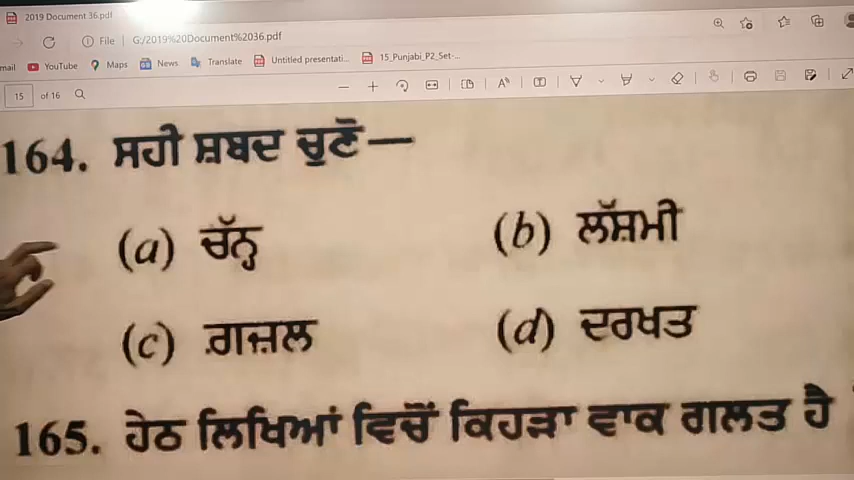 2019 Document 36.pdf
File | G:/2019%20Document%2036.pdf
mail YouTube Maps News Translate Untitled presentati... 15_Punjabi_P2_Set-...
15 of 16
164. ਸਹੀ ਸ਼ਬਦ ਚੁਣੋ—
(a) ਚੱਨ੍ਹ (b) ਲੱਸ਼ਮੀ
(c) ਗ਼ਜ਼ਲ (d) ਦਰਖਤ
165. ਹੇਠ ਲਿਖਿਆਂ ਵਿਚੋਂ ਕਿਹੜਾ ਵਾਕ ਗਲਤ ਹੈ